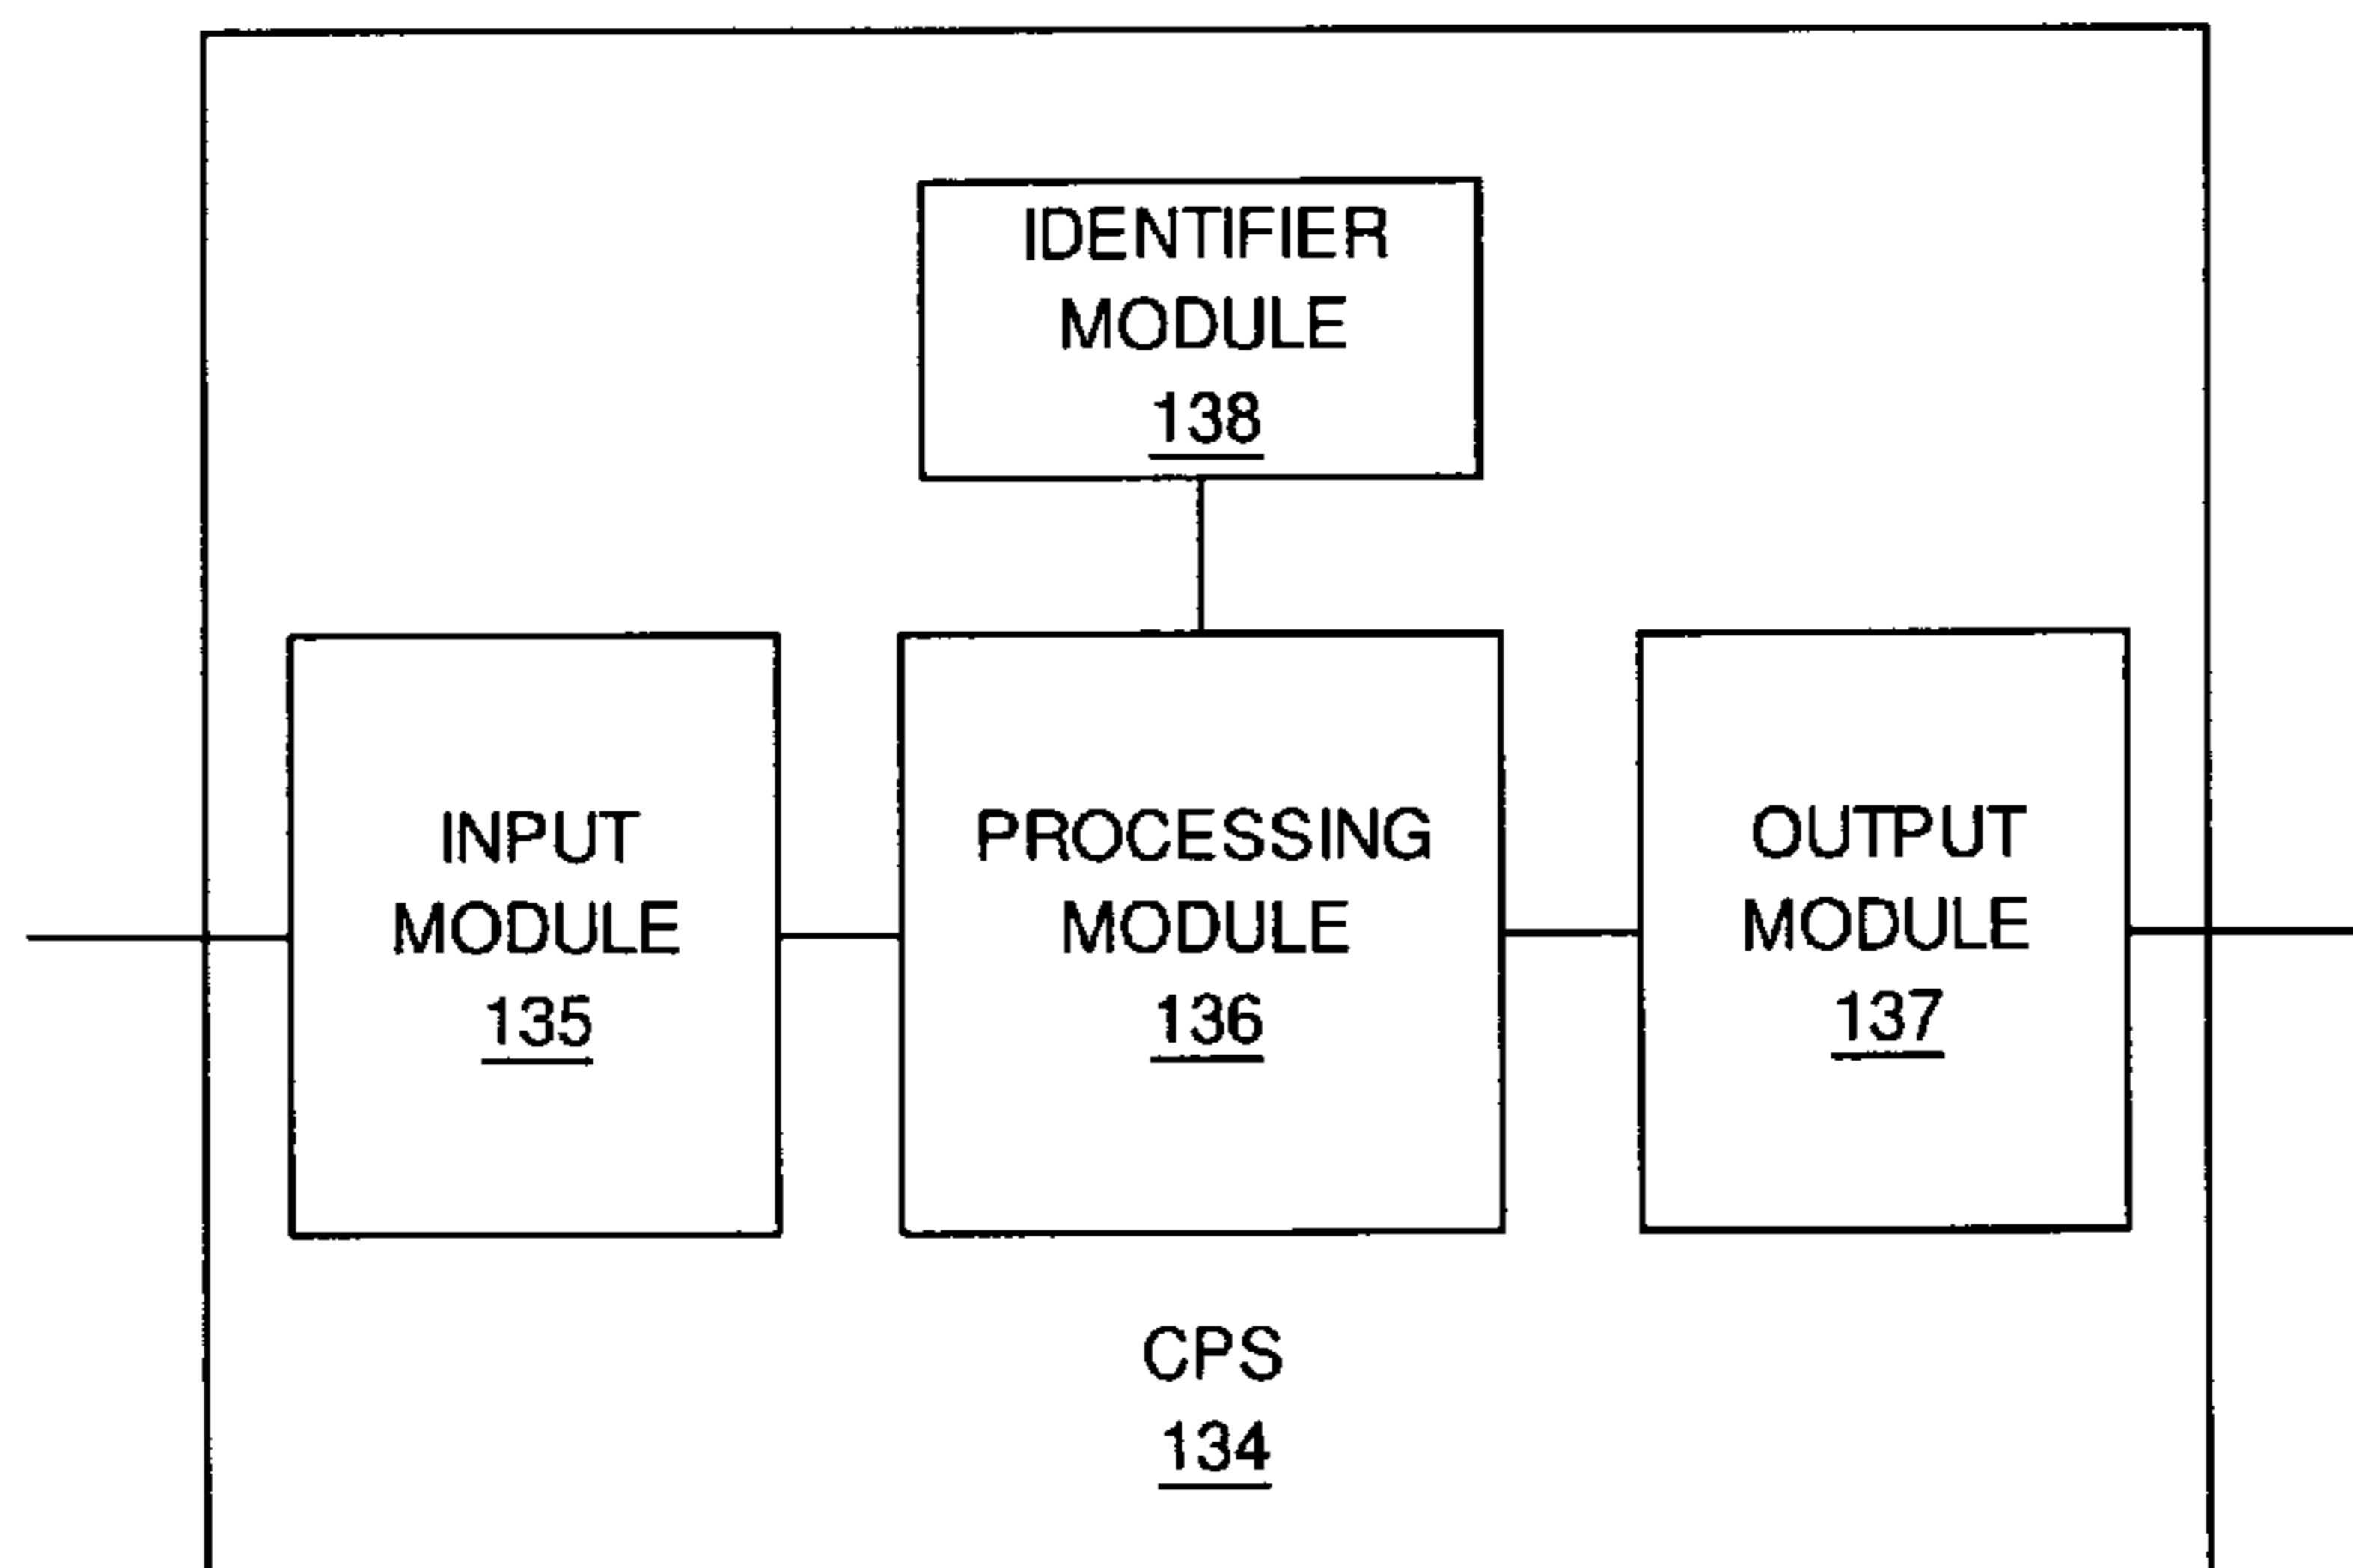 IDENTIFIER
MODULE
138
INPUT
MODULE
135
PROCESSING
MODULE
136
OUTPUT
MODULE
137
CPS
134